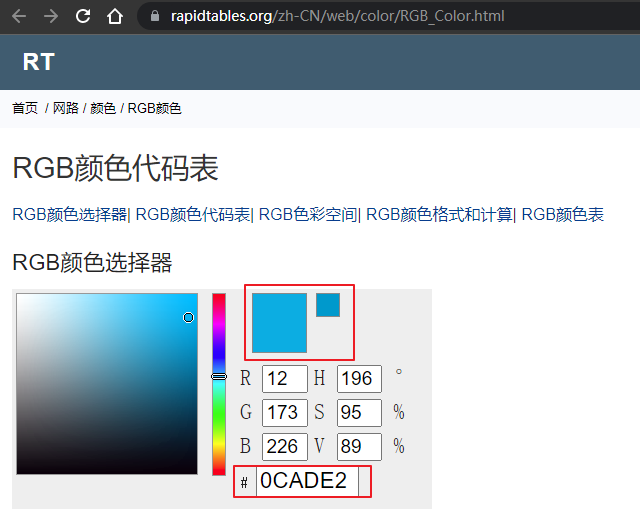 rapidtables.org/zh-CN/web/color/RGB_Color.html
RT
首页 / 网路 / 颜色 / RGB颜色
RGB颜色代码表
RGB颜色选择器| RGB颜色代码表| RGB色彩空间| RGB颜色格式和计算| RGB颜色表
RGB颜色选择器
R 12 H 196 °
G 173 S 95 %
B 226 V 89 %
# 0CADE2